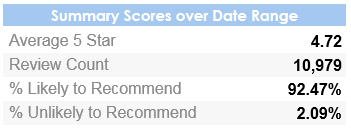 Summary Scores over Date Range
Average 5 Star 4.72
Review Count 10,979
% Likely to Recommend 92.47%
% Unlikely to Recommend 2.09%